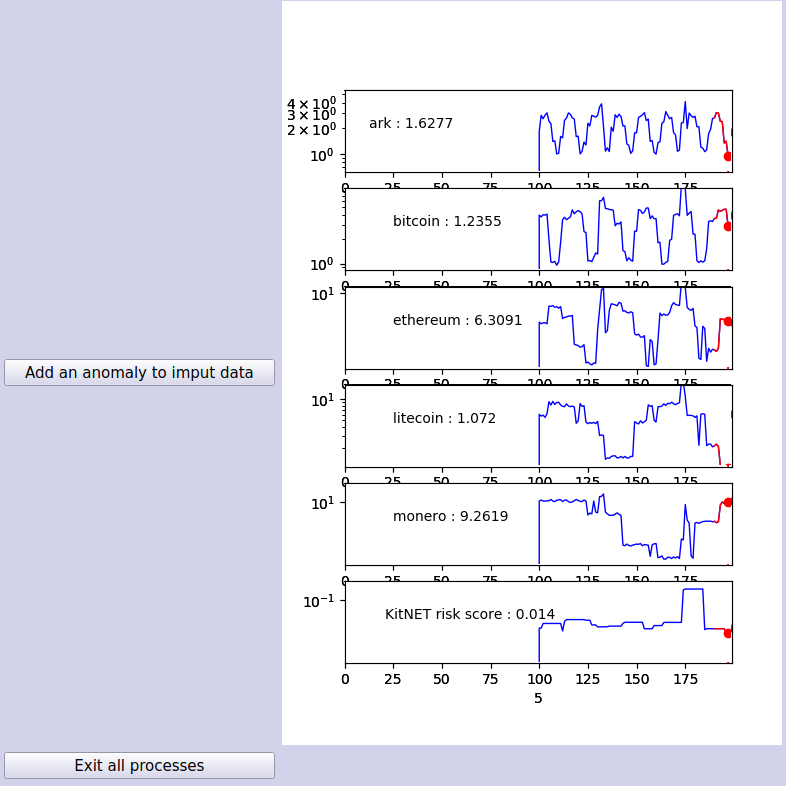 4 × 10⁰
3 × 10⁰
2 × 10⁰
10⁰
ark : 1.6277
0 25 50 75 100 125 150 175
bitcoin : 1.2355
10⁰
0 25 50 75 100 125 150 175
10¹
ethereum : 6.3091
0 25 50 75 100 125 150 175
Add an anomaly to imput data
10¹
litecoin : 1.072
0 25 50 75 100 125 150 175
10¹
monero : 9.2619
0 25 50 75 100 125 150 175
10⁻¹
KitNET risk score : 0.014
0 25 50 75 100 125 150 175
5
Exit all processes